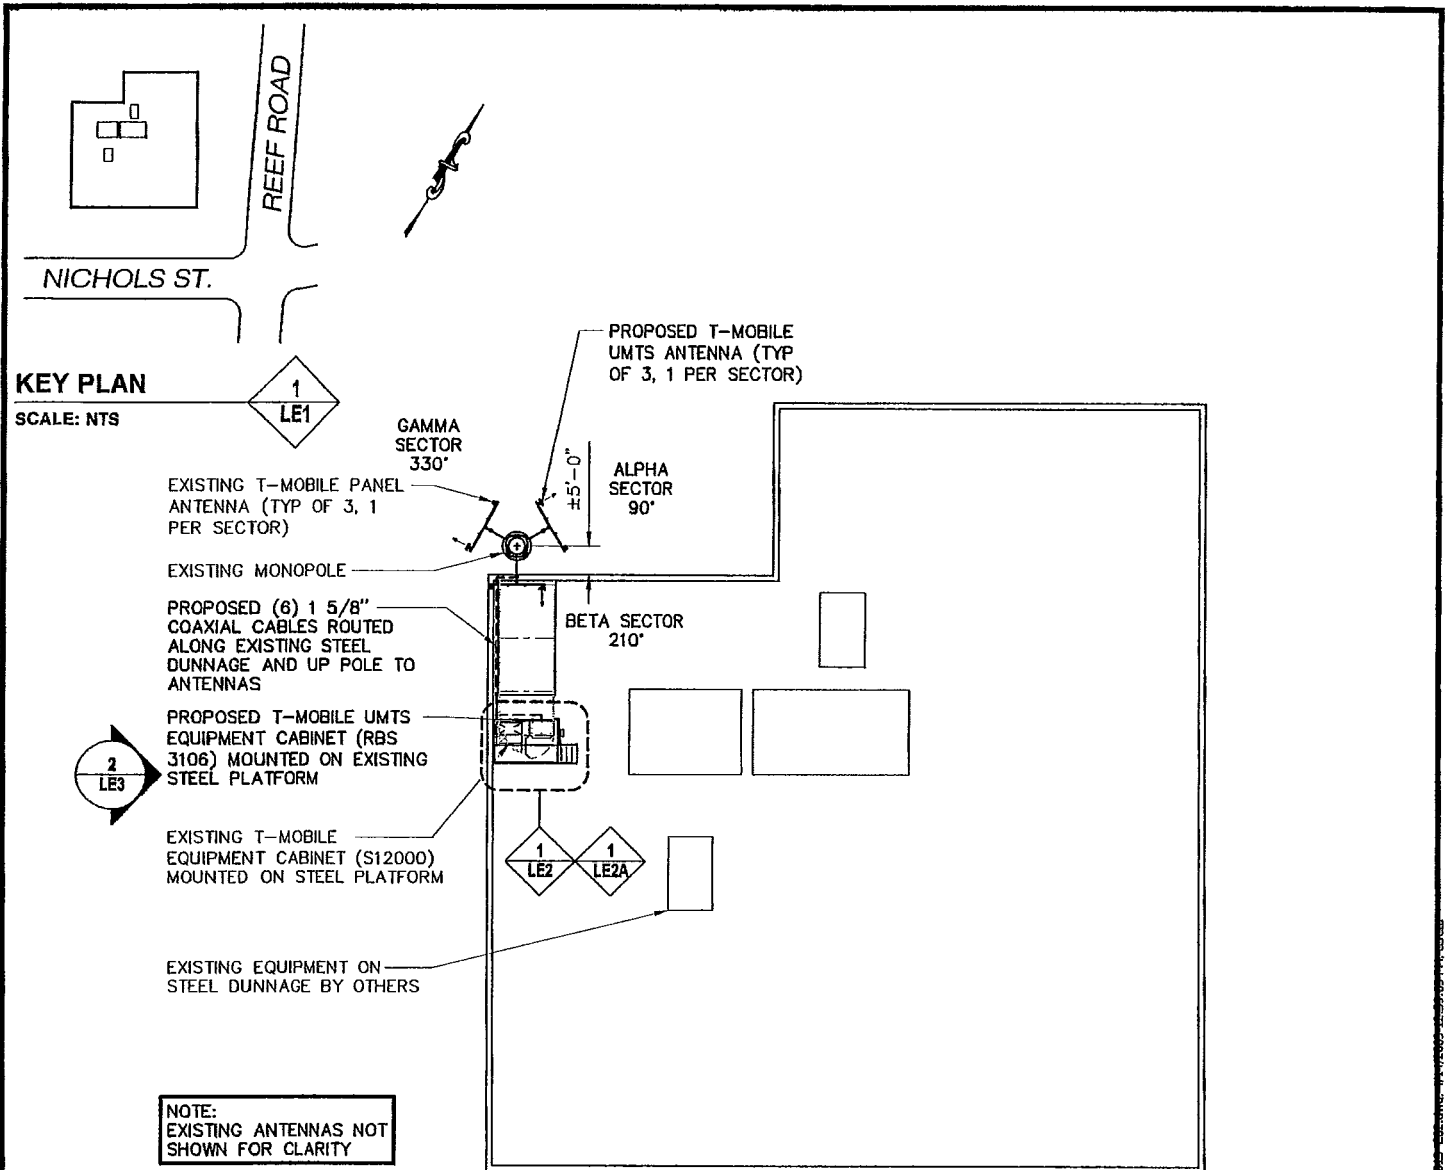 REEF ROAD
NICHOLS ST.
KEY PLAN
SCALE: NTS
1
LE1
PROPOSED T-MOBILE
UMTS ANTENNA (TYP
OF 3, 1 PER SECTOR)
GAMMA
SECTOR
330°
±5'-0"
ALPHA
SECTOR
90°
EXISTING T-MOBILE PANEL
ANTENNA (TYP OF 3, 1
PER SECTOR)
EXISTING MONOPOLE
BETA SECTOR
210°
PROPOSED (6) 1 5/8"
COAXIAL CABLES ROUTED
ALONG EXISTING STEEL
DUNNAGE AND UP POLE TO
ANTENNAS
PROPOSED T-MOBILE UMTS
EQUIPMENT CABINET (RBS
3106) MOUNTED ON EXISTING
STEEL PLATFORM
2
LE3
EXISTING T-MOBILE
EQUIPMENT CABINET (S12000)
MOUNTED ON STEEL PLATFORM
1
LE2
1
LE2A
EXISTING EQUIPMENT ON
STEEL DUNNAGE BY OTHERS
NOTE:
EXISTING ANTENNAS NOT
SHOWN FOR CLARITY